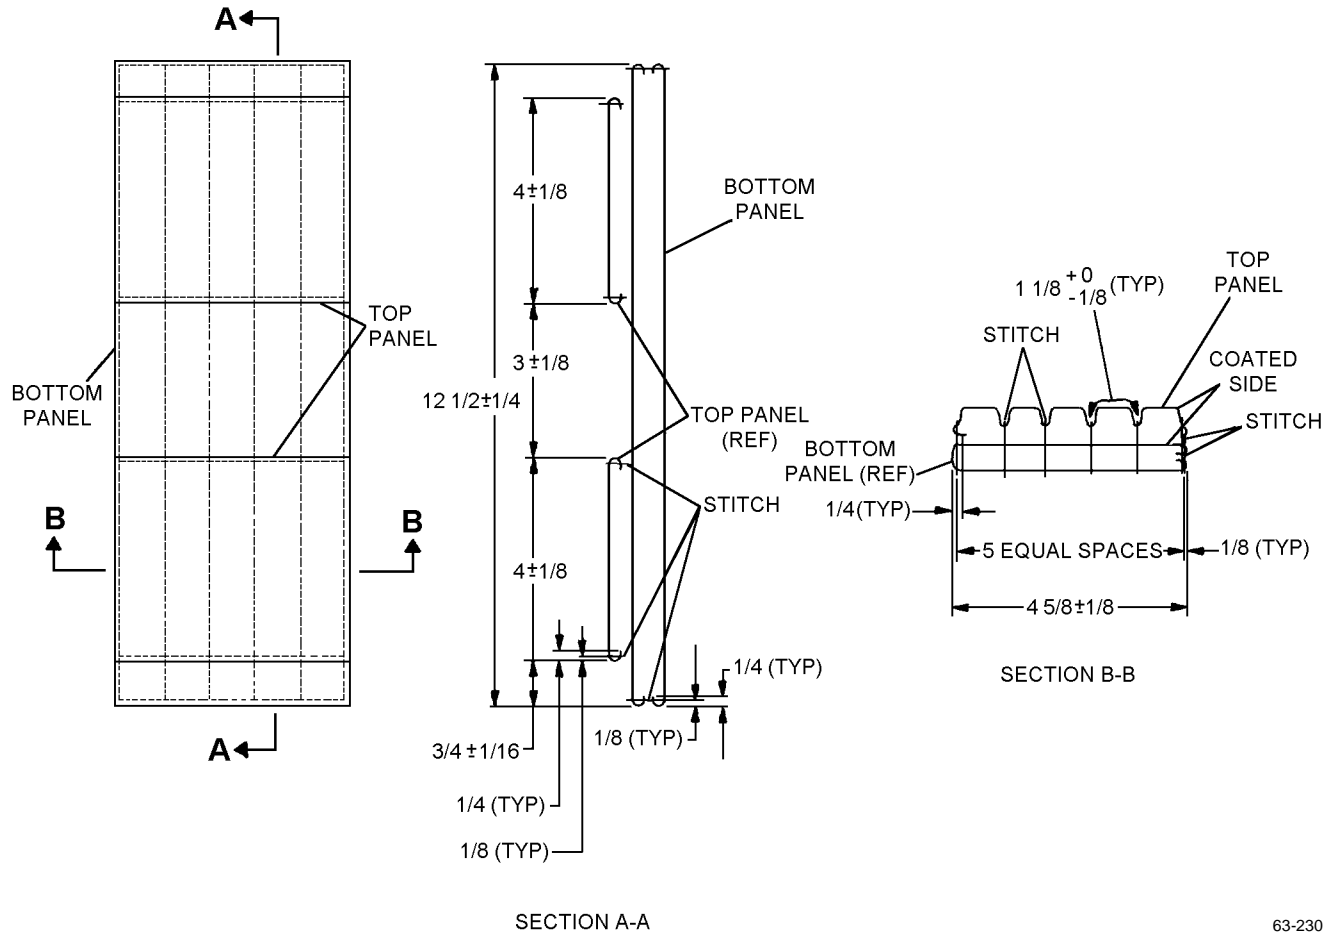 A
TOP
PANEL
BOTTOM
PANEL
B
B
A
4±1/8
BOTTOM
PANEL
3 ±1/8
12 1/2±1/4
TOP PANEL
(REF)
STITCH
4±1/8
1/4 (TYP)
1/8 (TYP)
3/4 ±1/16
1/4 (TYP)
1/8 (TYP)
SECTION A-A
TOP
PANEL
1 1/8 +0 -1/8 (TYP)
STITCH
COATED
SIDE
STITCH
BOTTOM
PANEL (REF)
1/4(TYP)
5 EQUAL SPACES
1/8 (TYP)
4 5/8±1/8
SECTION B-B
63-230